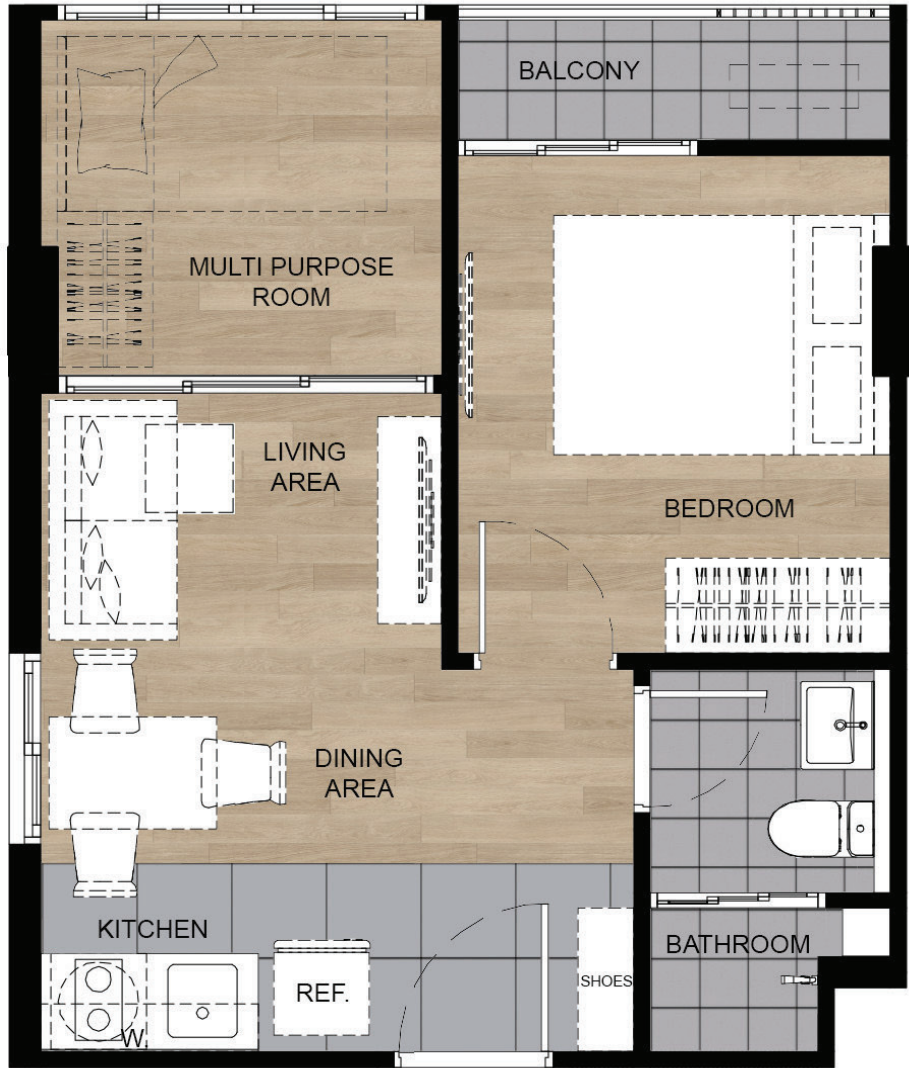 BALCONY
MULTI PURPOSE
ROOM
LIVING
AREA
BEDROOM
DINING
AREA
KITCHEN
BATHROOM
REF.
SHOES
W.